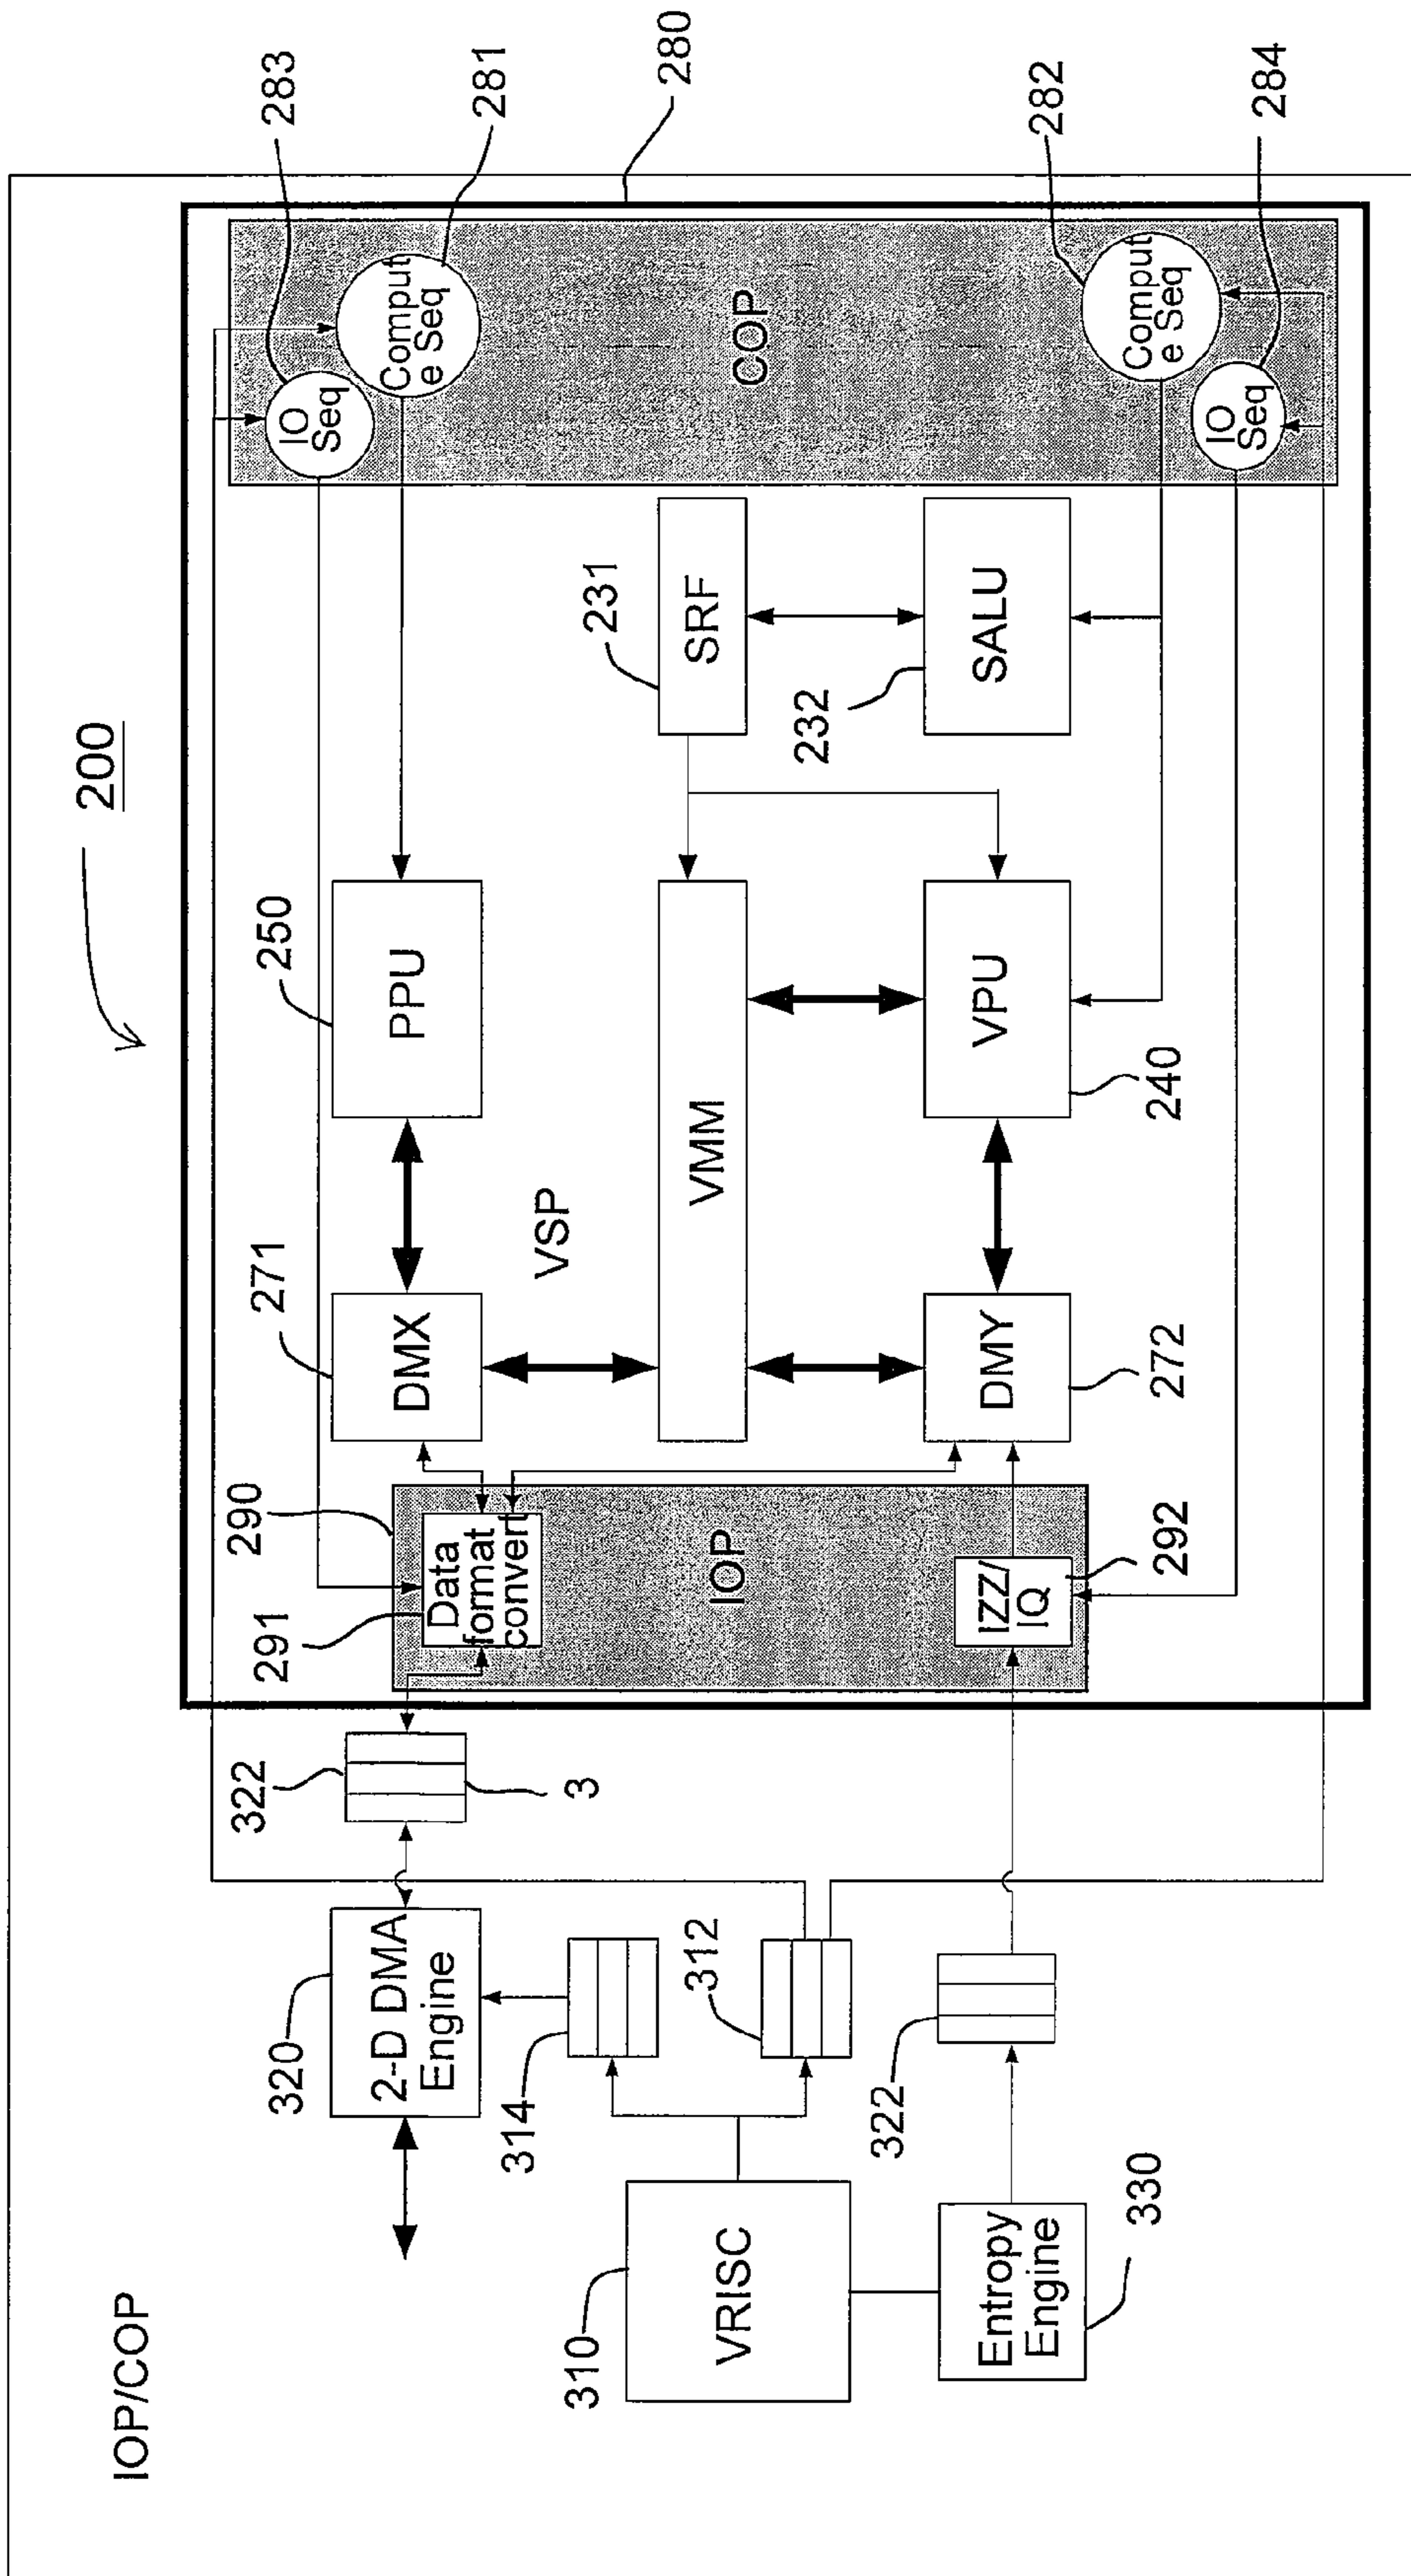 IOP/COP
200
320
2-D DMA
Engine
322
3
314
312
310
VRISC
322
Entropy
Engine
330
290
291
Data
format
convert
IOP
IZZ/
IQ
292
271
DMX
VSP
VMM
DMY
272
250
PPU
VPU
240
231
SRF
232
SALU
283
IO
Seq
281
Comput
e Seq
280
COP
282
Comput
e Seq
284
IO
Seq